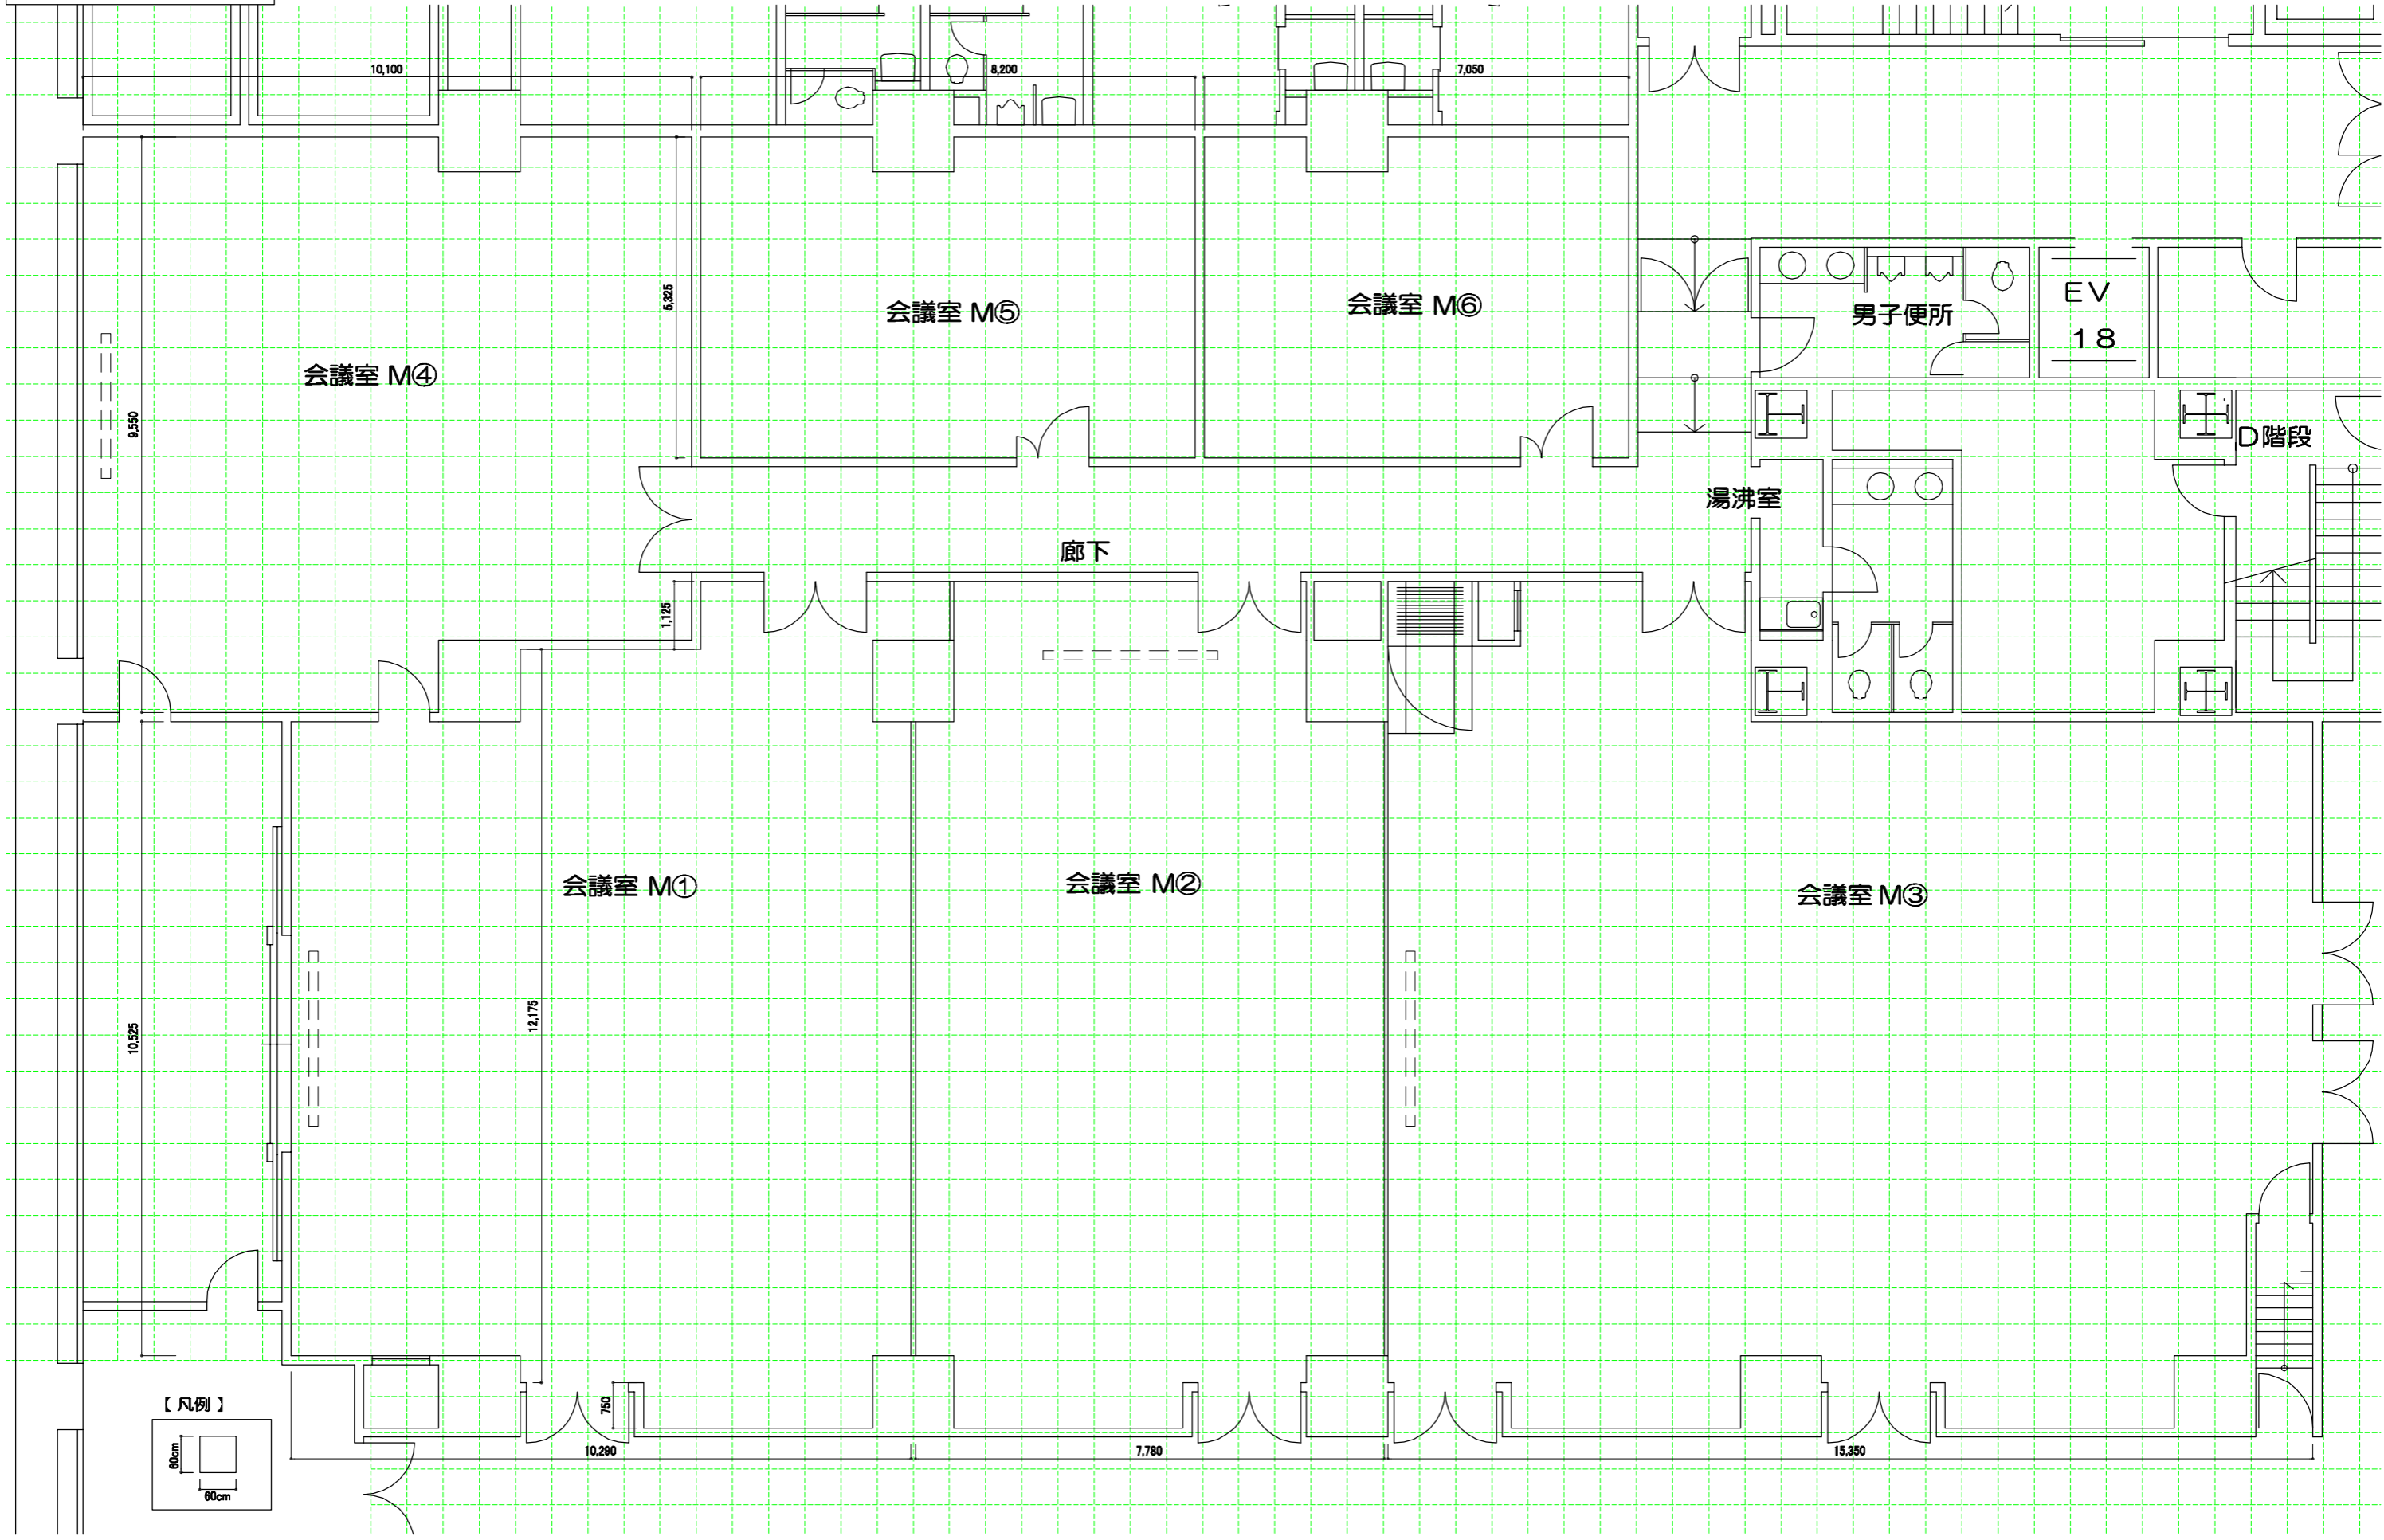 10,100
8,200
7,050
5,325
会議室 M⑤
会議室 M⑥
男子便所
EV
18
会議室 M④
9,550
D階段
湯沸室
廊下
1,125
会議室 M①
会議室 M②
会議室 M③
10,525
12,175
750
【 凡例 】
60cm
60cm
10,290
7,780
15,350